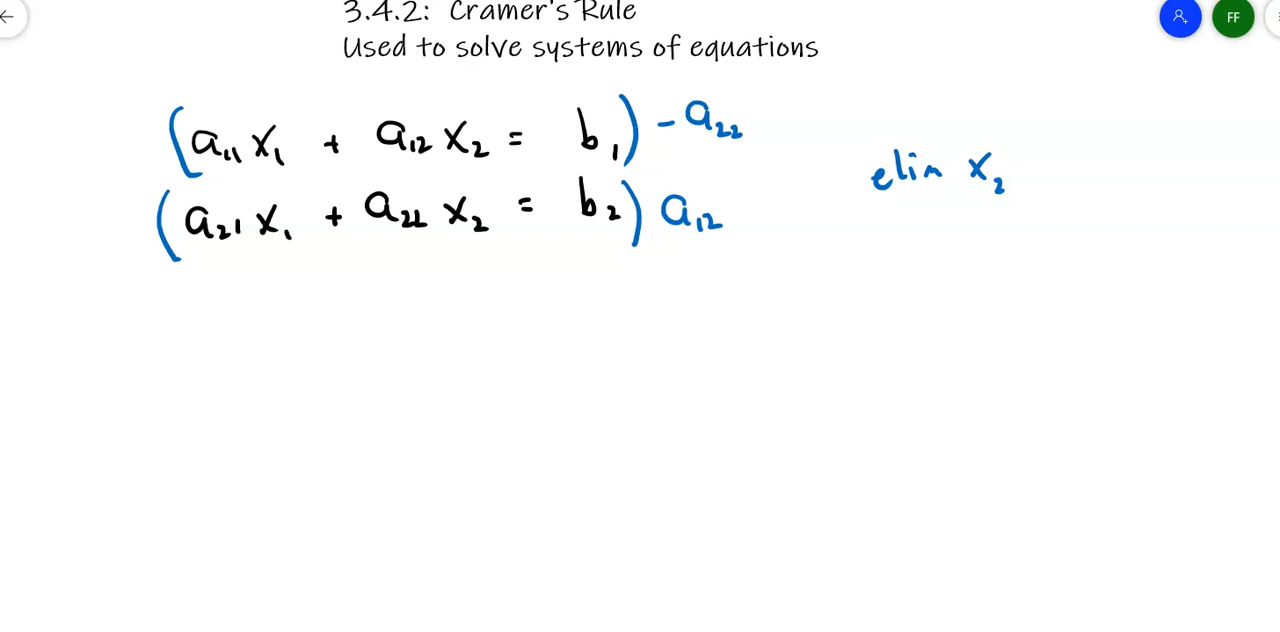 3.4.2: Cramer's Rule
FF
Used to solve systems of equations
(a₁₁ x₁ + a₁₂ x₂ = b₁) - a₂₂
elim x₂
(a₂₁ x₁ + a₂₂ x₂ = b₂) a₁₂